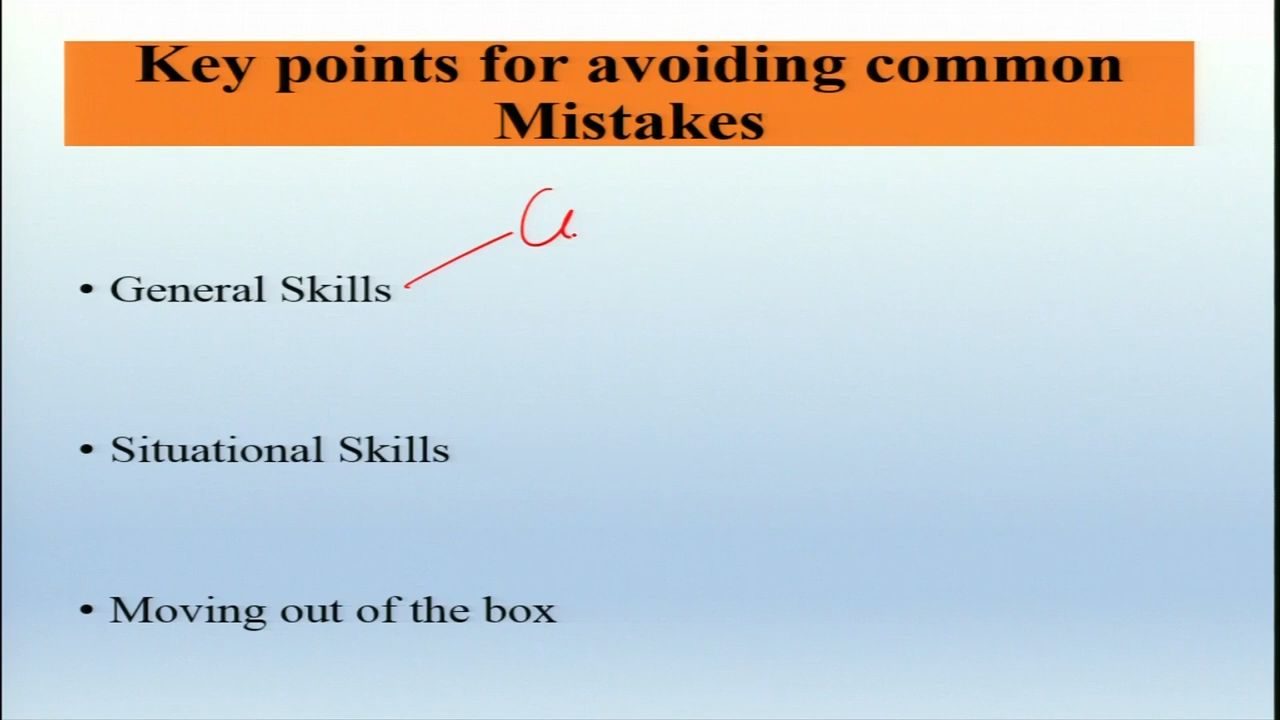 Key points for avoiding common
Mistakes
• General Skills
• Situational Skills
• Moving out of the box